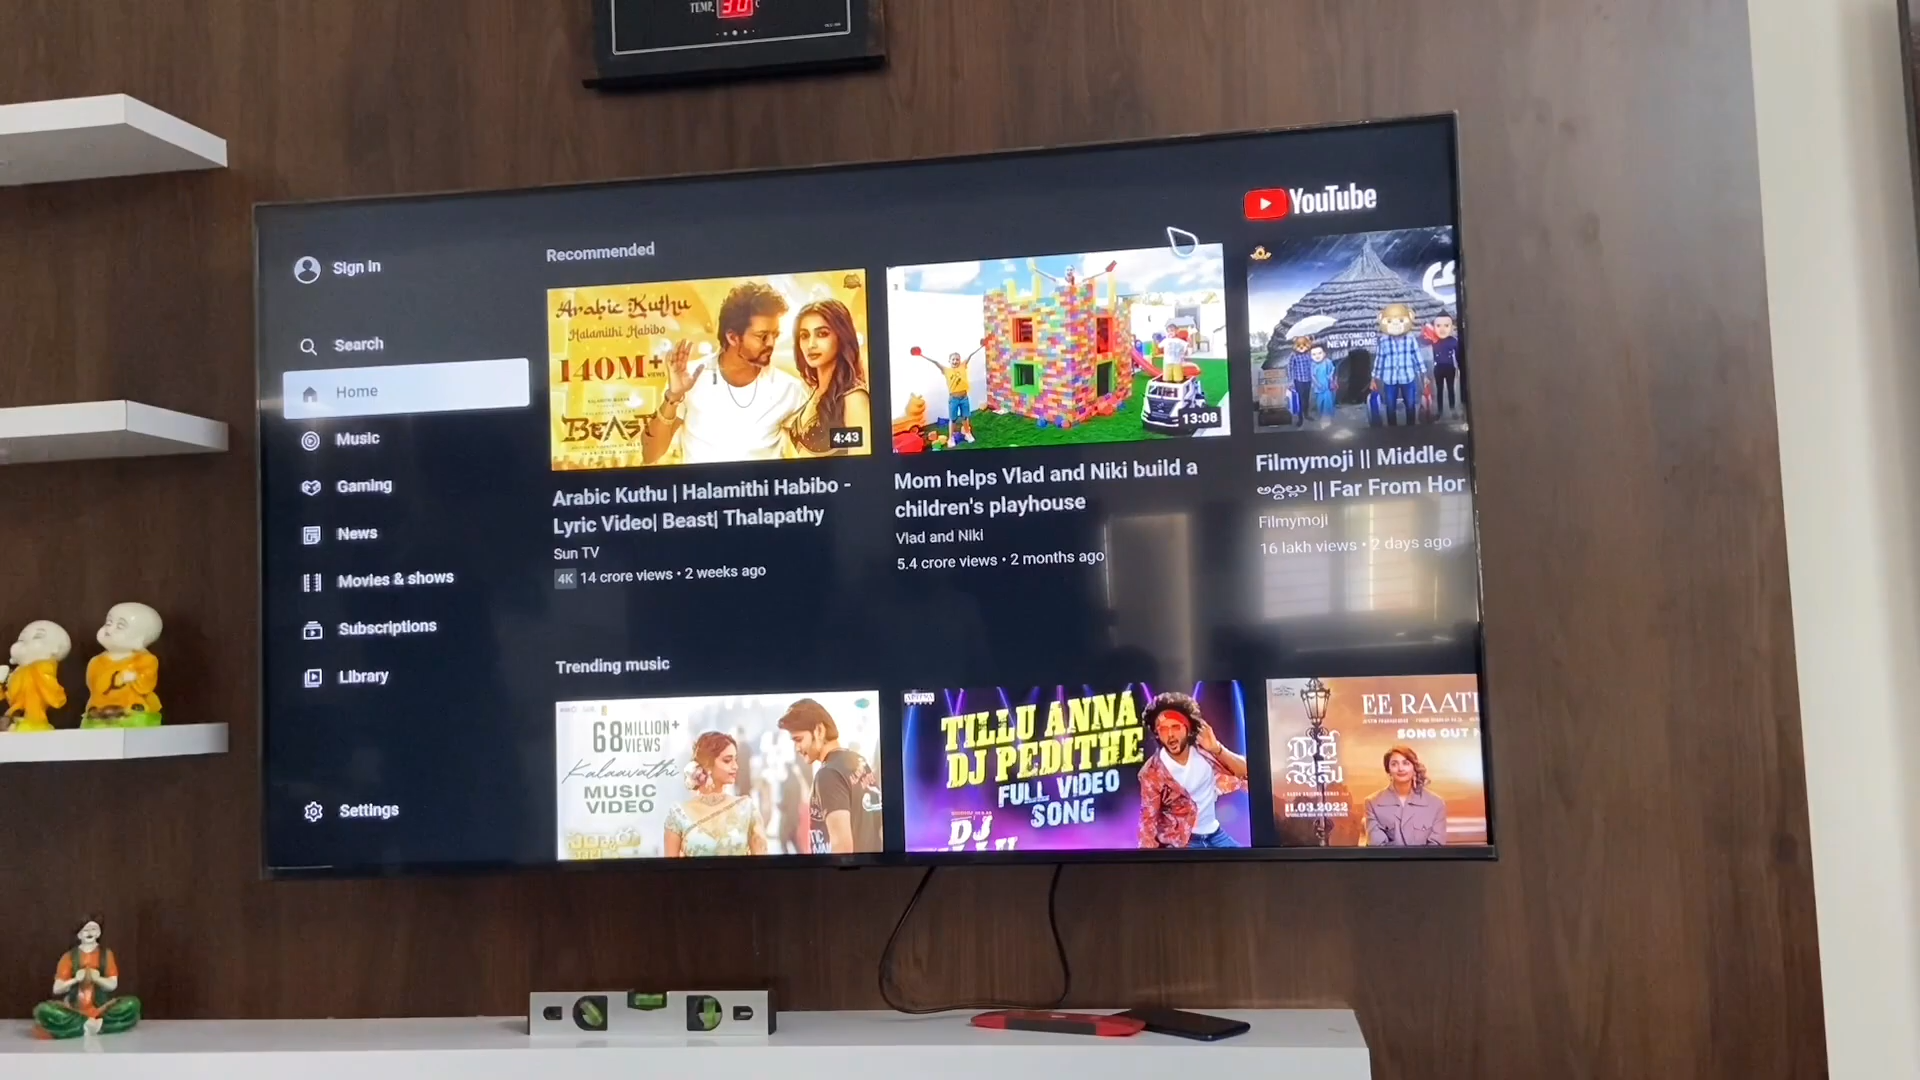 TEMP. 30 C
YouTube
Sign in
Search
Home
Music
Gaming
News
Movies & shows
Subscriptions
Library
Settings
Recommended
Arabic Kuthu
Halamithi Habibo
140M+
VIEWS
BEAST
4:43
Arabic Kuthu | Halamithi Habibo -
Lyric Video| Beast| Thalapathy
Sun TV
4K 14 crore views • 2 weeks ago
13:08
Mom helps Vlad and Niki build a
children's playhouse
Vlad and Niki
5.4 crore views • 2 months ago
WELCOME TO
NEW HOME
Filmymoji || Middle C
అద్దిల్లు || Far From Hor
Filmymoji
16 lakh views • 2 days ago
Trending music
68 MILLION+
VIEWS
Kalaavathi
MUSIC
VIDEO
TILLU ANNA
DJ PEDITHE
FULL VIDEO
SONG
DJ
EE RAATI
SONG OUT
రాధే
శ్యామ్
11.03.2022